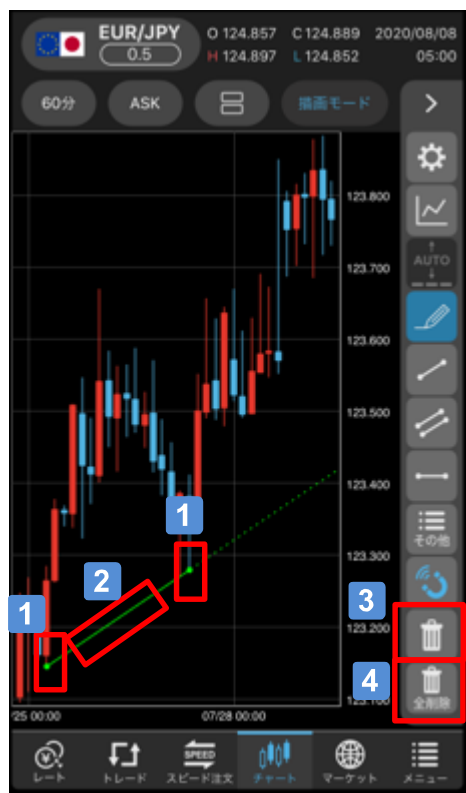 EUR/JPY
0.5
O 124.857 C 124.889 2020/08/08
H 124.897 L 124.852 05:00
60分 ASK 描画モード
AUTO
その他
全削除
123.800
123.700
123.600
123.500
123.400
123.300
123.200
123.100
1
1
2
3
4
/25 00:00 07/28 00:00
SPEED
レート トレード スピード注文 チャート マーケット メニュー